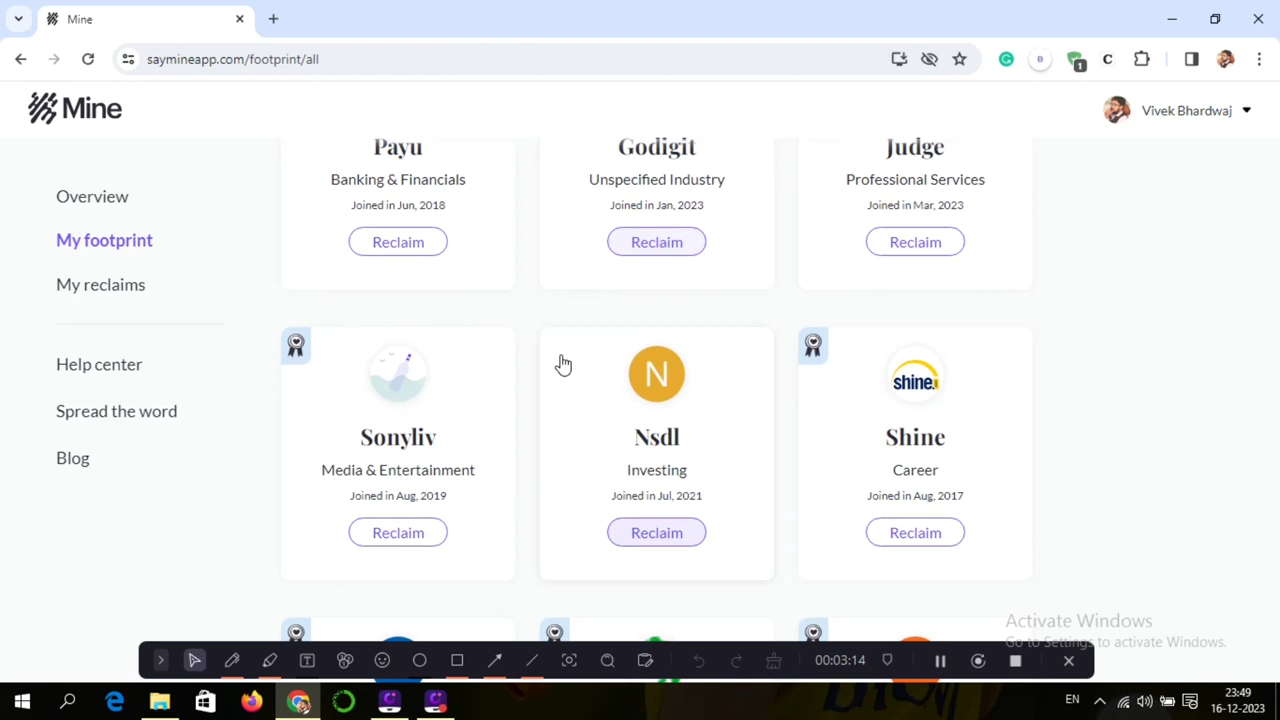 Mine
saymineapp.com/footprint/all
G
B
1
C
Mine
Vivek Bhardwaj
Overview
My footprint
My reclaims
Help center
Spread the word
Blog
Payu
Banking & Financials
Joined in Jun, 2018
Reclaim
Godigit
Unspecified Industry
Joined in Jan, 2023
Reclaim
Judge
Professional Services
Joined in Mar, 2023
Reclaim
Sonyliv
Media & Entertainment
Joined in Aug, 2019
Reclaim
N
Nsdl
Investing
Joined in Jul, 2021
Reclaim
shine.
Shine
Career
Joined in Aug, 2017
Reclaim
Activate Windows
Go to Settings to activate Windows.
T
00:03:14
EN
23:49
16-12-2023